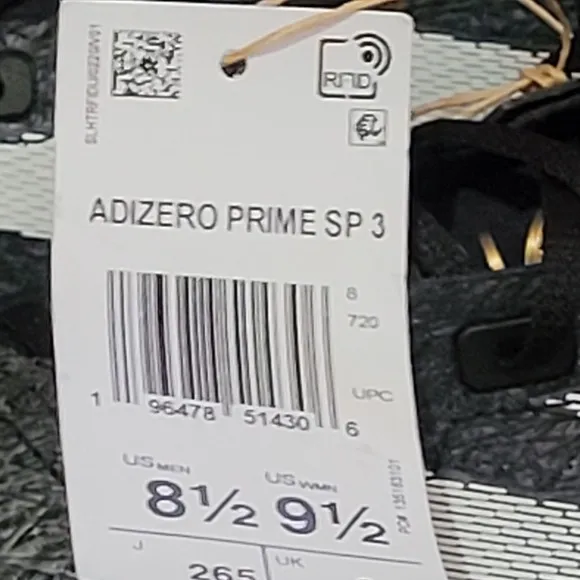 RFID
ADIZERO PRIME SP 3
8
720
UPC
1 96478 51430 6
US MEN US WMN
8½ 9½
J UK
265